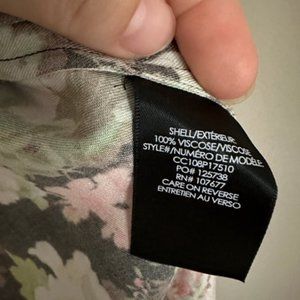 SHELL/EXTÉRIEUR
100% VISCOSE/VISCOSE
STYLE#/NUMÉRO DE MODÈLE
CC108P17510
PO# 125738
RN# 107677
CARE ON REVERSE
ENTRETIEN AU VERSO